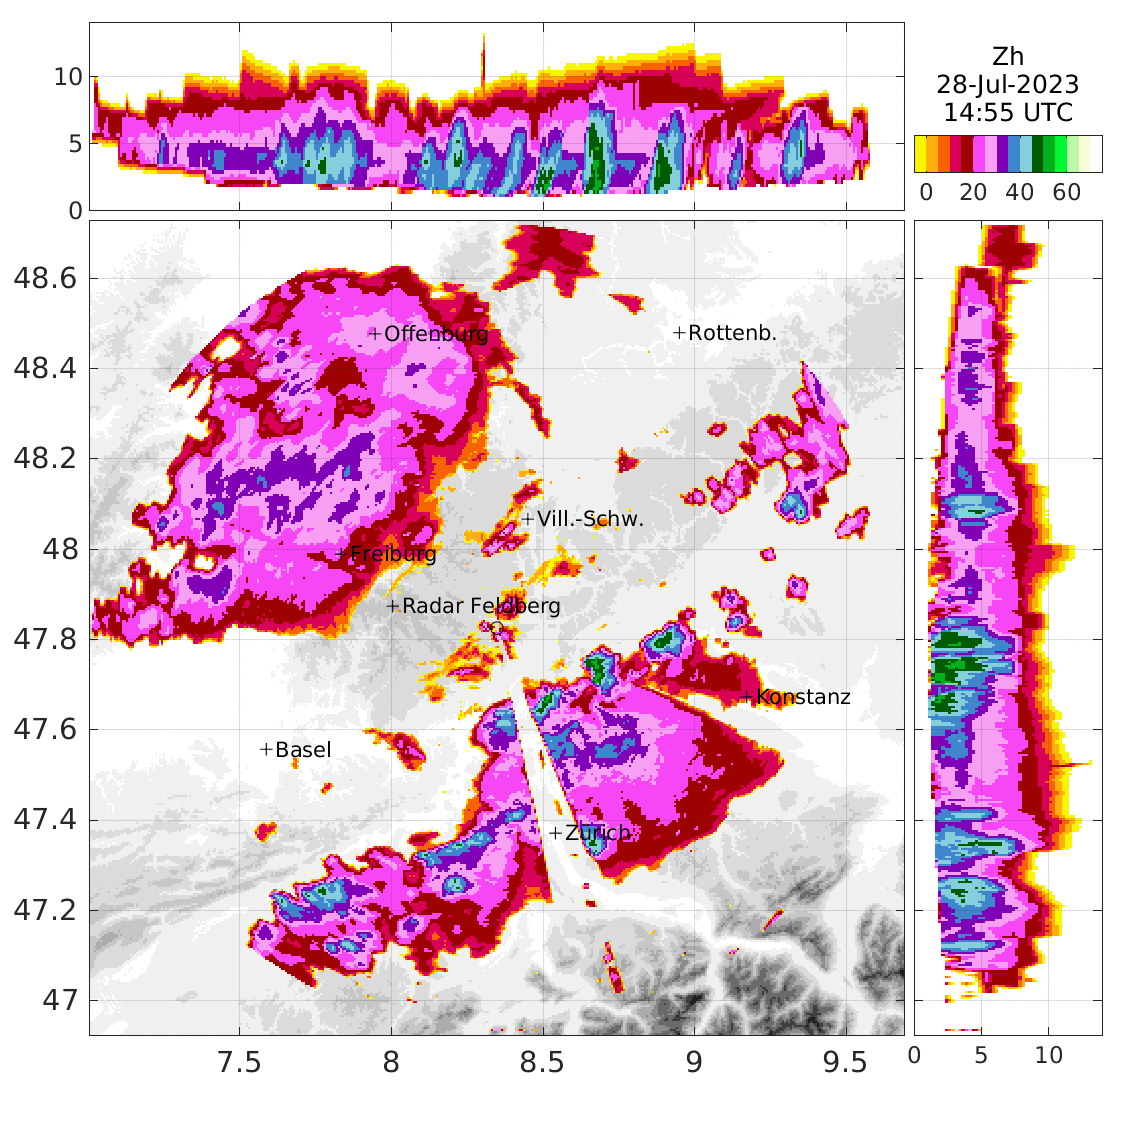 10
5
0
Zh
28-Jul-2023
14:55 UTC
0 20 40 60
48.6
48.4
48.2
48
47.8
47.6
47.4
47.2
47
+Offenburg
+Rottenb.
+Vill.-Schw.
+Freiburg
+Radar Feldberg
+Konstanz
+Basel
+Zürich
7.5 8 8.5 9 9.5
0 5 10